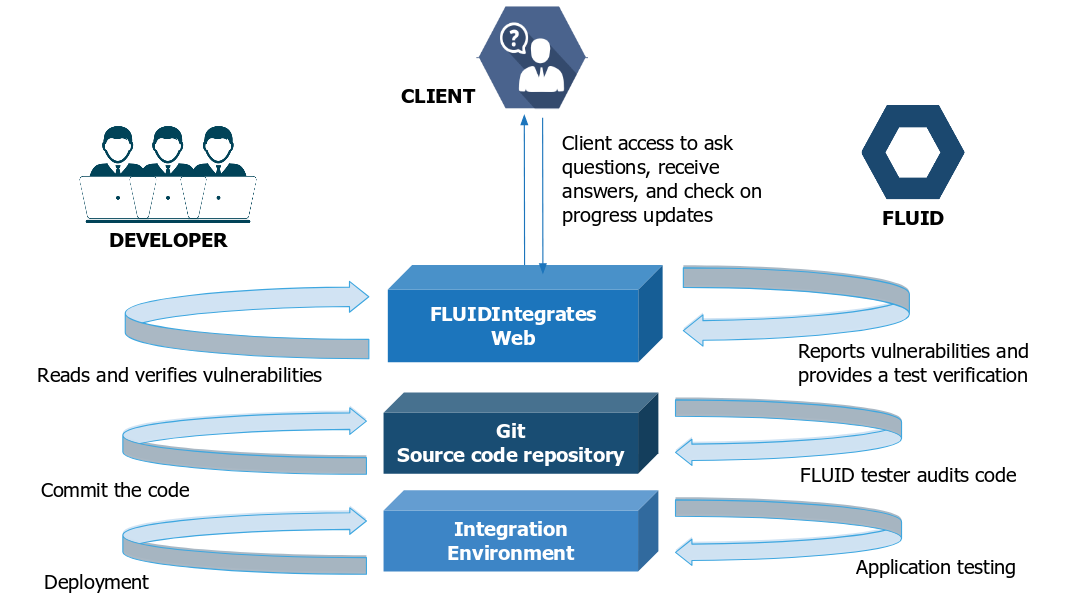 CLIENT
?
Client access to ask
questions, receive
answers, and check on
progress updates
DEVELOPER
FLUID
FLUIDIntegrates
Web
Reads and verifies vulnerabilities
Reports vulnerabilities and
provides a test verification
Git
Source code repository
Commit the code
FLUID tester audits code
Integration
Environment
Deployment
Application testing